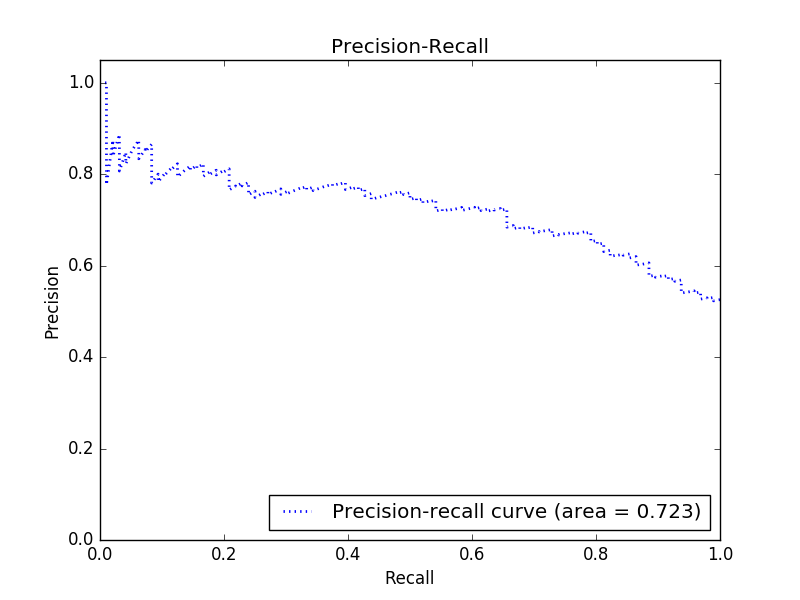 Precision-Recall
1.0
0.8
0.6
0.4
0.2
0.0
Precision
0.0 0.2 0.4 0.6 0.8 1.0
Recall
Precision-recall curve (area = 0.723)